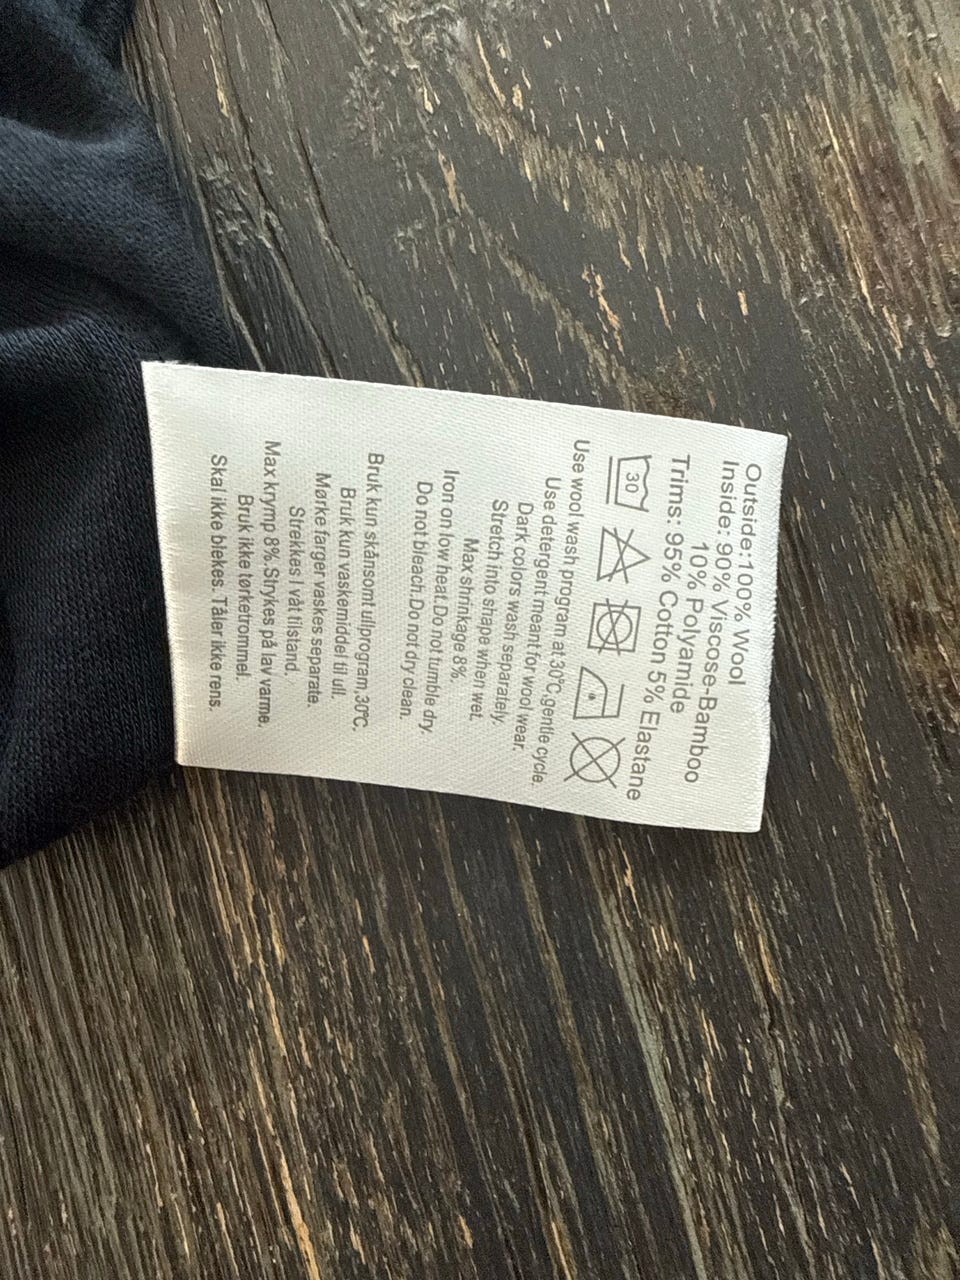 Outside:100% Wool
Inside: 90% Viscose-Bamboo
10% Polyamide
Trims: 95% Cotton 5% Elastane
30
Use wool wash program at 30°C,gentle cycle.
Use detergent meant for wool wear.
Dark colors wash separately.
Stretch into shape when wet.
Max shrinkage 8%.
Iron on low heat.Do not tumble dry.
Do not bleach.Do not dry clean.
Bruk kun skånsomt ullprogram,30°C.
Bruk kun vaskemiddel til ull.
Mørke farger vaskes separate.
Strekkes I våt tilstand.
Max krymp 8%.Strykes på lav varme.
Bruk ikke tørketrommel.
Skal ikke blekes. Tåler ikke rens.